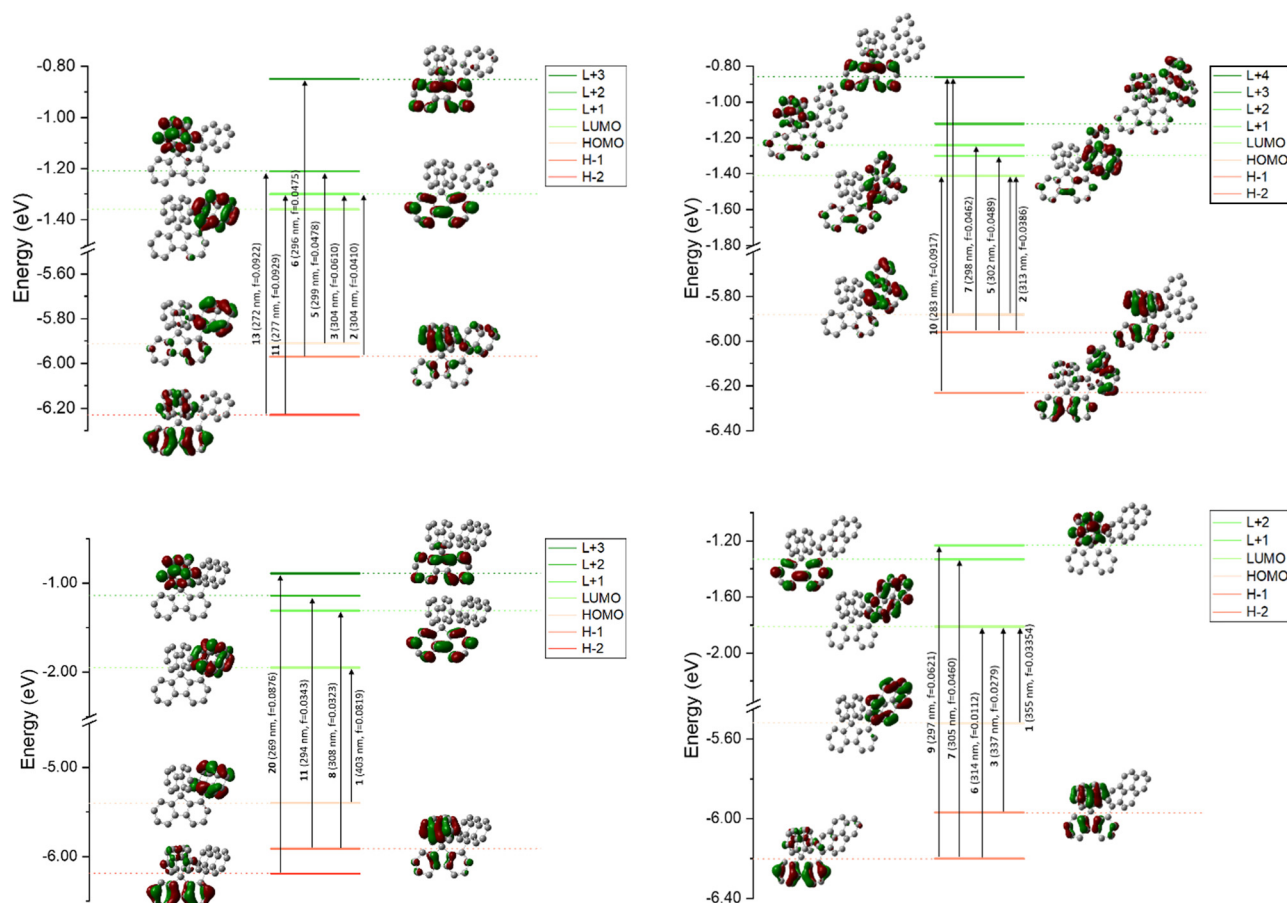 Energy (eV)
-0.80
-1.00
-1.20
-1.40
-5.60
-5.80
-6.00
-6.20
13 (272 nm, f=0.0922)
11 (277 nm, f=0.0929)
6 (296 nm, f=0.0475)
5 (299 nm, f=0.0478)
3 (304 nm, f=0.0610)
2 (304 nm, f=0.0410)
L+3
L+2
L+1
LUMO
HOMO
H-1
H-2
Energy (eV)
-0.80
-1.00
-1.20
-1.40
-1.60
-1.80
-5.80
-6.00
-6.20
-6.40
10 (283 nm, f=0.0917)
7 (298 nm, f=0.0462)
5 (302 nm, f=0.0489)
2 (313 nm, f=0.0386)
L+4
L+3
L+2
L+1
LUMO
HOMO
H-1
H-2
Energy (eV)
-1.00
-2.00
-5.00
-6.00
20 (269 nm, f=0.0876)
11 (294 nm, f=0.0343)
8 (308 nm, f=0.0323)
1 (403 nm, f=0.0819)
L+3
L+2
L+1
LUMO
HOMO
H-1
H-2
Energy (eV)
-1.20
-1.60
-2.00
-5.60
-6.00
-6.40
9 (297 nm, f=0.0621)
7 (305 nm, f=0.0460)
6 (314 nm, f=0.0112)
3 (337 nm, f=0.0279)
1 (355 nm, f=0.03354)
L+2
L+1
LUMO
HOMO
H-1
H-2